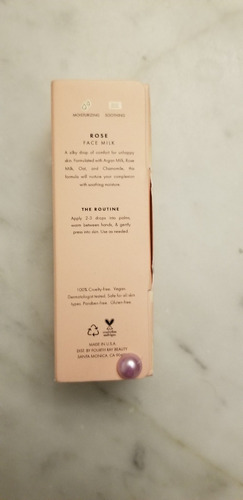 MOISTURIZING SOOTHING
ROSE
FACE MILK
A silky drop of comfort for unhappy
skin. Formulated with Argan Milk, Rose
Milk, Oat, and Chamomile, this
formula will nurture your complexion
with soothing moisture.
THE ROUTINE
Apply 2-3 drops into palms,
warm between hands, & gently
press into skin. Use as needed.
100% Cruelty-free. Vegan.
Dermatologist-tested. Safe for all skin
types. Paraben-free. Gluten-free.
MADE IN U.S.A.
DIST. BY FOURTH RAY BEAUTY
SANTA MONICA, CA